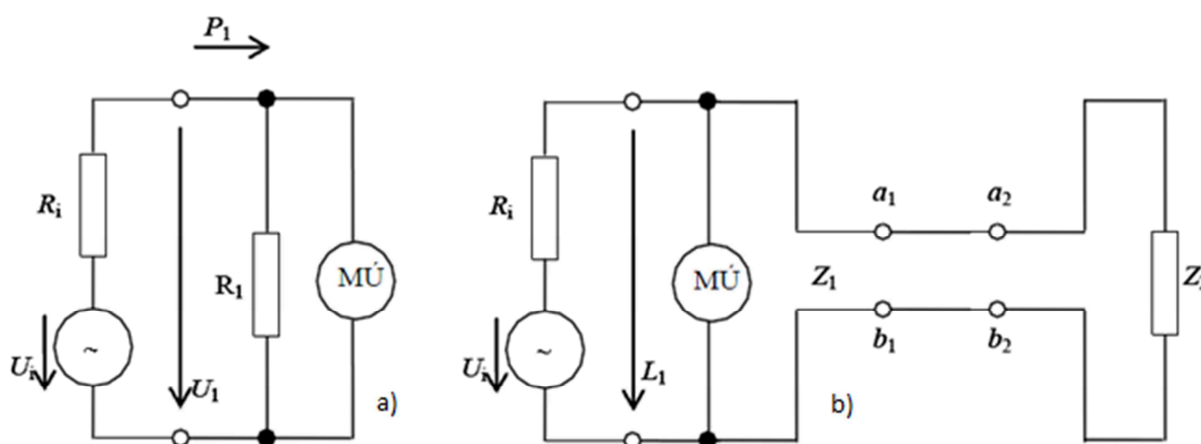 P₁
Rᵢ
R₁
MÚ
Uᵢ
~
U₁
a)
Rᵢ
MÚ
Z₁
a₁
a₂
b₁
b₂
Uᵢ
~
L₁
b)